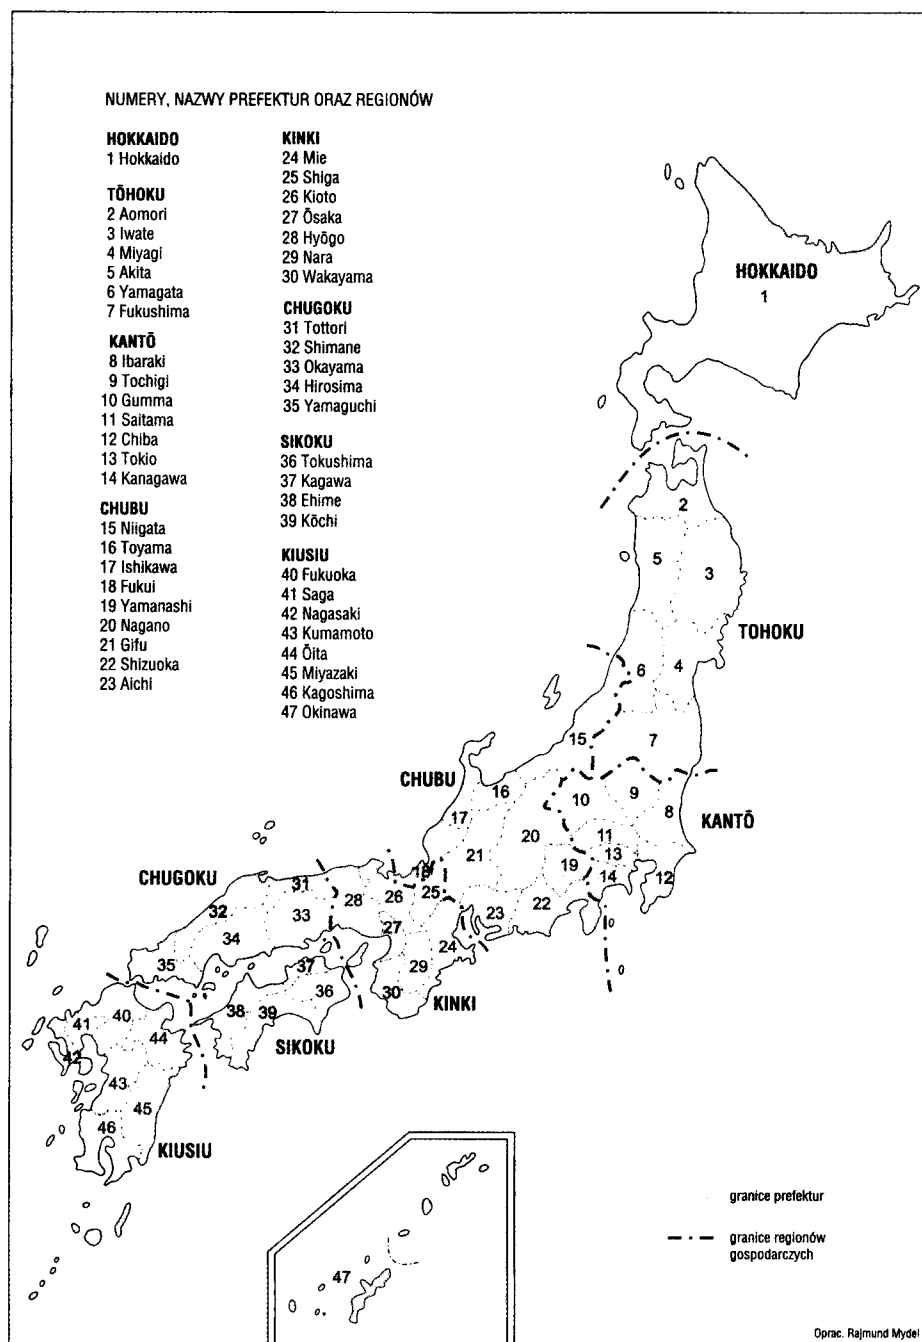 NUMERY, NAZWY PREFEKTUR ORAZ REGIONÓW
HOKKAIDO
1 Hokkaido
TŌHOKU
2 Aomori
3 Iwate
4 Miyagi
5 Akita
6 Yamagata
7 Fukushima
KANTŌ
8 Ibaraki
9 Tochigi
10 Gumma
11 Saitama
12 Chiba
13 Tokio
14 Kanagawa
CHUBU
15 Niigata
16 Toyama
17 Ishikawa
18 Fukui
19 Yamanashi
20 Nagano
21 Gifu
22 Shizuoka
23 Aichi
KINKI
24 Mie
25 Shiga
26 Kioto
27 Ōsaka
28 Hyōgo
29 Nara
30 Wakayama
CHUGOKU
31 Tottori
32 Shimane
33 Okayama
34 Hirosima
35 Yamaguchi
SIKOKU
36 Tokushima
37 Kagawa
38 Ehime
39 Kōchi
KIUSIU
40 Fukuoka
41 Saga
42 Nagasaki
43 Kumamoto
44 Ōita
45 Miyazaki
46 Kagoshima
47 Okinawa
HOKKAIDO
1
2
5
3
TOHOKU
6
4
15
7
CHUBU
16
10
9
8
KANTŌ
17
20
11
21
13
19
14
12
18
CHUGOKU
31
28
26
25
32
33
22
23
27
34
24
35
37
29
36
30
KINKI
38
39
SIKOKU
41
40
44
42
43
45
46
KIUSIU
47
granice prefektur
granice regionów
gospodarczych
Oprac. Rajmund Mydel